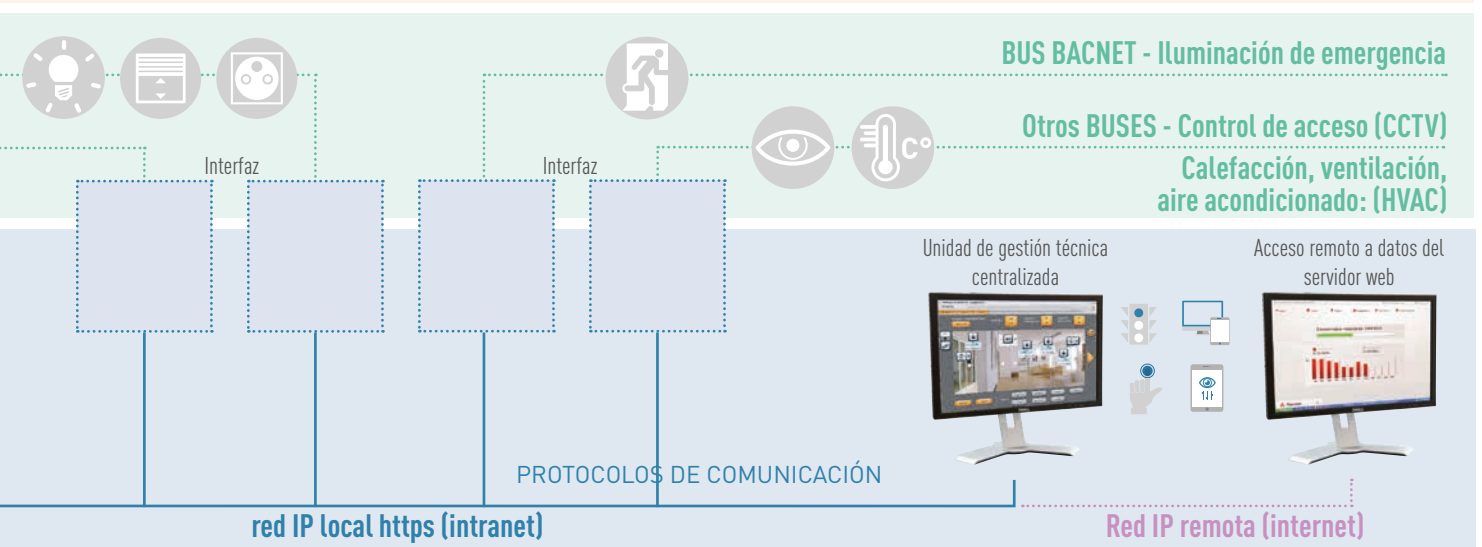 BUS BACNET - Iluminación de emergencia
Otros BUSES - Control de acceso (CCTV)
C°
Interfaz
Interfaz
Calefacción, ventilación,
aire acondicionado: (HVAC)
Unidad de gestión técnica
centralizada
Acceso remoto a datos del
servidor web
PROTOCOLOS DE COMUNICACIÓN
red IP local https (intranet)
Red IP remota (internet)